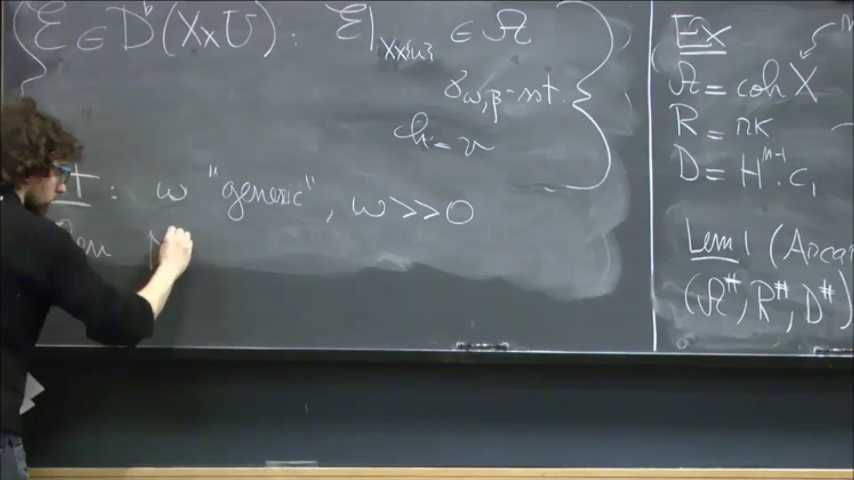 {ℰ ∈ D^b(X×U) : ℰ|_{X×{u}} ∈ 𝒜
σ_{ω,β}-sst. }
ch = v
: ω "generic", ω >> 0
Ex
𝒜 = coh X
R = rk
D = H^{n-1}. c_1
Lem 1 (Arcar
(𝒜^#, R^#, D^#)